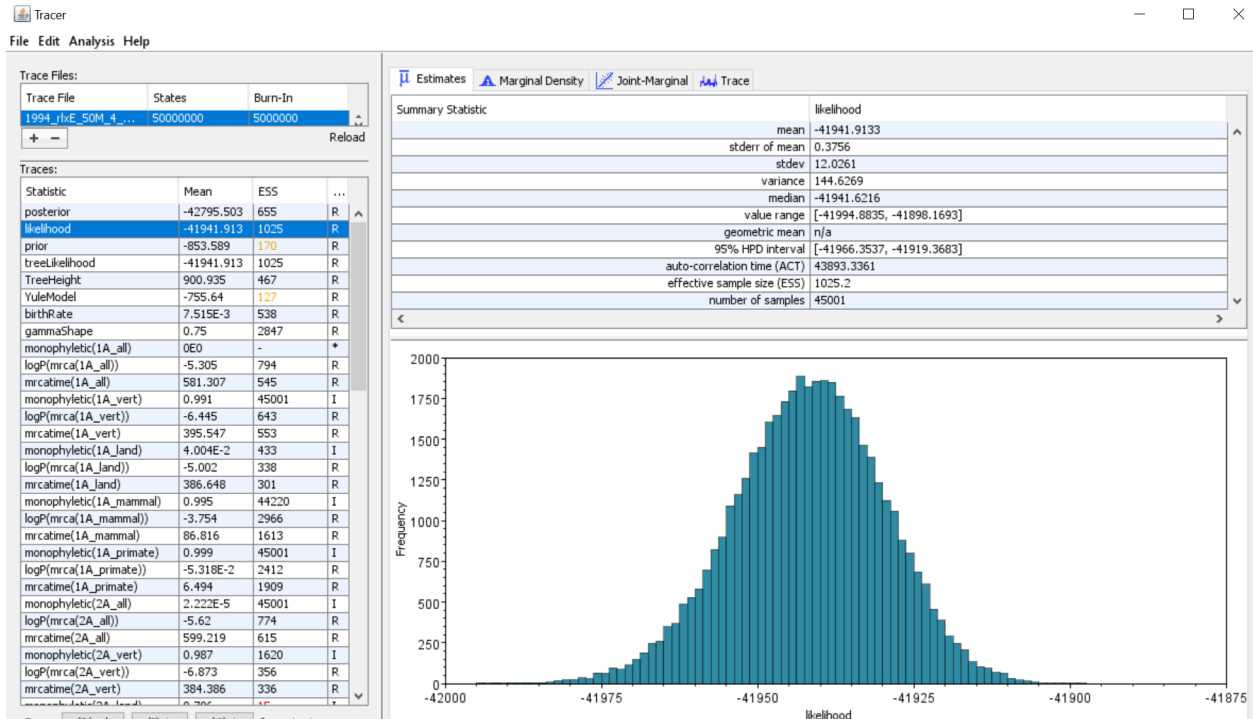 Tracer
File Edit Analysis Help
Trace Files:
Trace File States Burn-In
1994_rlxE_50M_4_... 50000000 5000000
+ −
Reload
Traces:
Statistic Mean ESS ...
posterior -42795.503 655 R
likelihood -41941.913 1025 R
prior -853.589 170 R
treeLikelihood -41941.913 1025 R
TreeHeight 900.935 467 R
YuleModel -755.64 127 R
birthRate 7.515E-3 538 R
gammaShape 0.75 2847 R
monophyletic(1A_all) 0E0 - *
logP(mrca(1A_all)) -5.305 794 R
mrcatime(1A_all) 581.307 545 R
monophyletic(1A_vert) 0.991 45001 I
logP(mrca(1A_vert)) -6.445 643 R
mrcatime(1A_vert) 395.547 553 R
monophyletic(1A_land) 4.004E-2 433 I
logP(mrca(1A_land)) -5.002 338 R
mrcatime(1A_land) 386.648 301 R
monophyletic(1A_mammal) 0.995 44220 I
logP(mrca(1A_mammal)) -3.754 2966 R
mrcatime(1A_mammal) 86.816 1613 R
monophyletic(1A_primate) 0.999 45001 I
logP(mrca(1A_primate)) -5.318E-2 2412 R
mrcatime(1A_primate) 6.494 1909 R
monophyletic(2A_all) 2.222E-5 45001 I
logP(mrca(2A_all)) -5.62 774 R
mrcatime(2A_all) 599.219 615 R
monophyletic(2A_vert) 0.987 1620 I
logP(mrca(2A_vert)) -6.873 356 R
mrcatime(2A_vert) 384.386 336 R
μ Estimates Marginal Density Joint-Marginal Trace
Summary Statistic likelihood
mean -41941.9133
stderr of mean 0.3756
stdev 12.0261
variance 144.6269
median -41941.6216
value range [-41994.8835, -41898.1693]
geometric mean n/a
95% HPD interval [-41966.3537, -41919.3683]
auto-correlation time (ACT) 43893.3361
effective sample size (ESS) 1025.2
number of samples 45001
2000
1750
1500
1250
1000
750
500
250
0
Frequency
-42000 -41975 -41950 -41925 -41900 -41875
likelihood